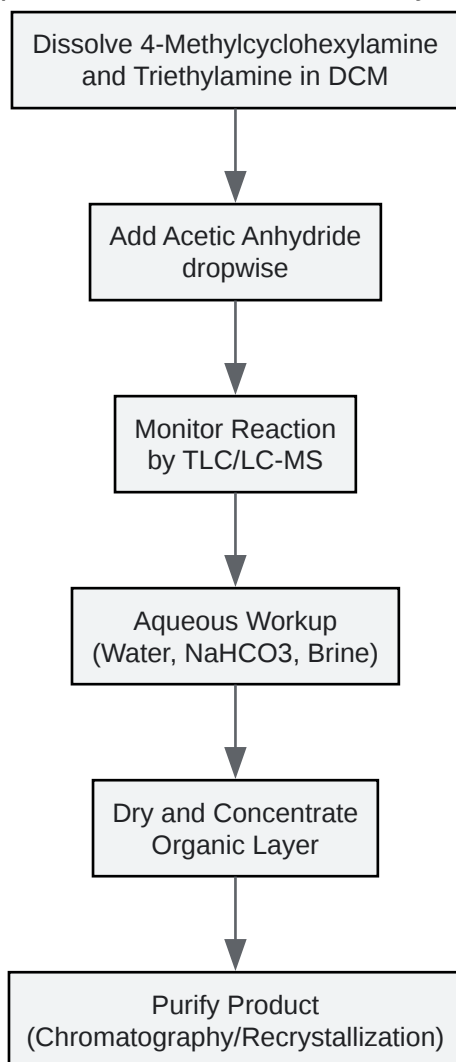 Dissolve 4-Methylcyclohexylamine
and Triethylamine in DCM
Add Acetic Anhydride
dropwise
Monitor Reaction
by TLC/LC-MS
Aqueous Workup
(Water, NaHCO3, Brine)
Dry and Concentrate
Organic Layer
Purify Product
(Chromatography/Recrystallization)